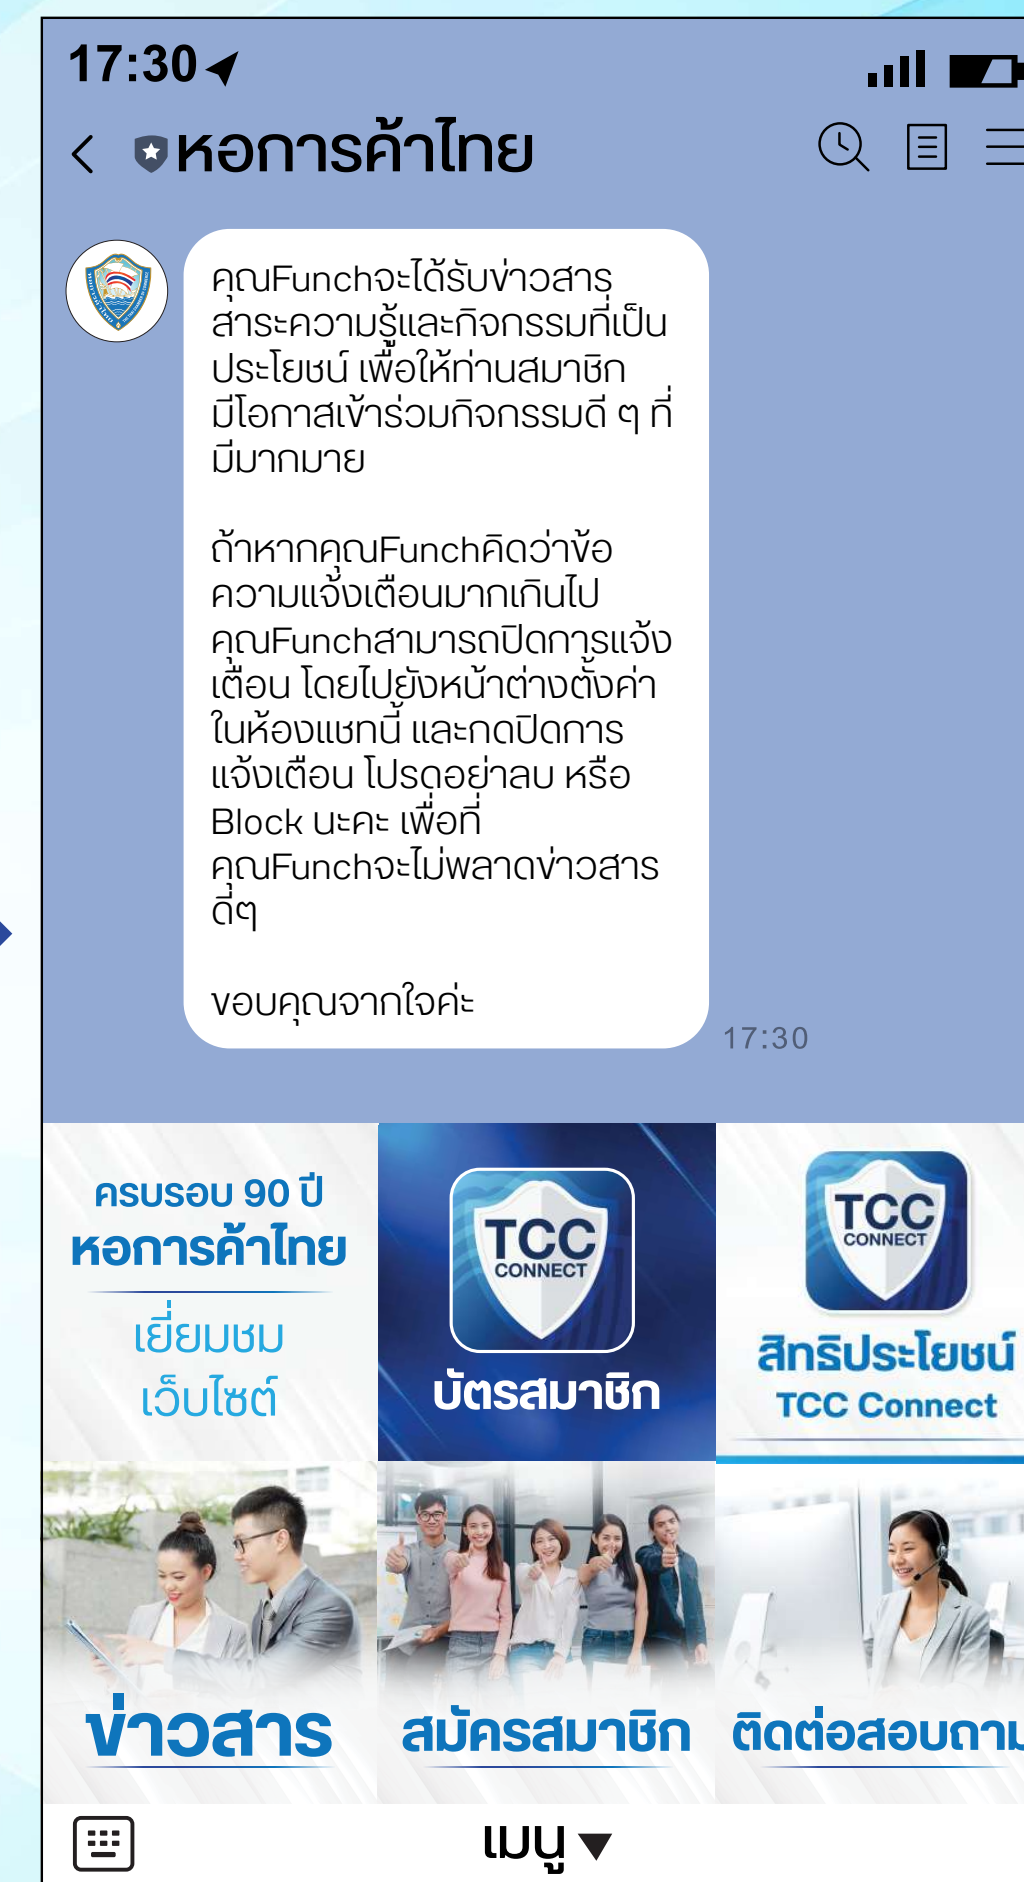 17:30
หอการค้าไทย
คุณFunchจะได้รับข่าวสาร
สาระความรู้และกิจกรรมที่เป็น
ประโยชน์ เพื่อให้ท่านสมาชิก
มีโอกาสเข้าร่วมกิจกรรมดี ๆ ที่
มีมากมาย
ถ้าหากคุณFunchคิดว่าข้อ
ความแจ้งเตือนมากเกินไป
คุณFunchสามารถปิดการแจ้ง
เตือน โดยไปยังหน้าต่างตั้งค่า
ในห้องแชทนี้ และกดปิดการ
แจ้งเตือน โปรดอย่าลบ หรือ
Block นะคะ เพื่อที่
คุณFunchจะไม่พลาดข่าวสาร
ดีๆ
ขอบคุณจากใจค่ะ
17:30
ครบรอบ 90 ปี
หอการค้าไทย
เยี่ยมชม
เว็บไซต์
TCC
CONNECT
บัตรสมาชิก
TCC
CONNECT
สิทธิประโยชน์
TCC Connect
ข่าวสาร
สมัครสมาชิก
ติดต่อสอบถาม
เมนู